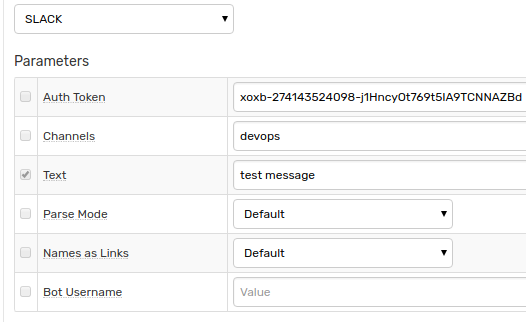 SLACK
Parameters
Auth Token xoxb-274143524098-j1Hncy0t769t5IA9TCNNAZBd
Channels devops
Text test message
Parse Mode Default
Names as Links Default
Bot Username Value